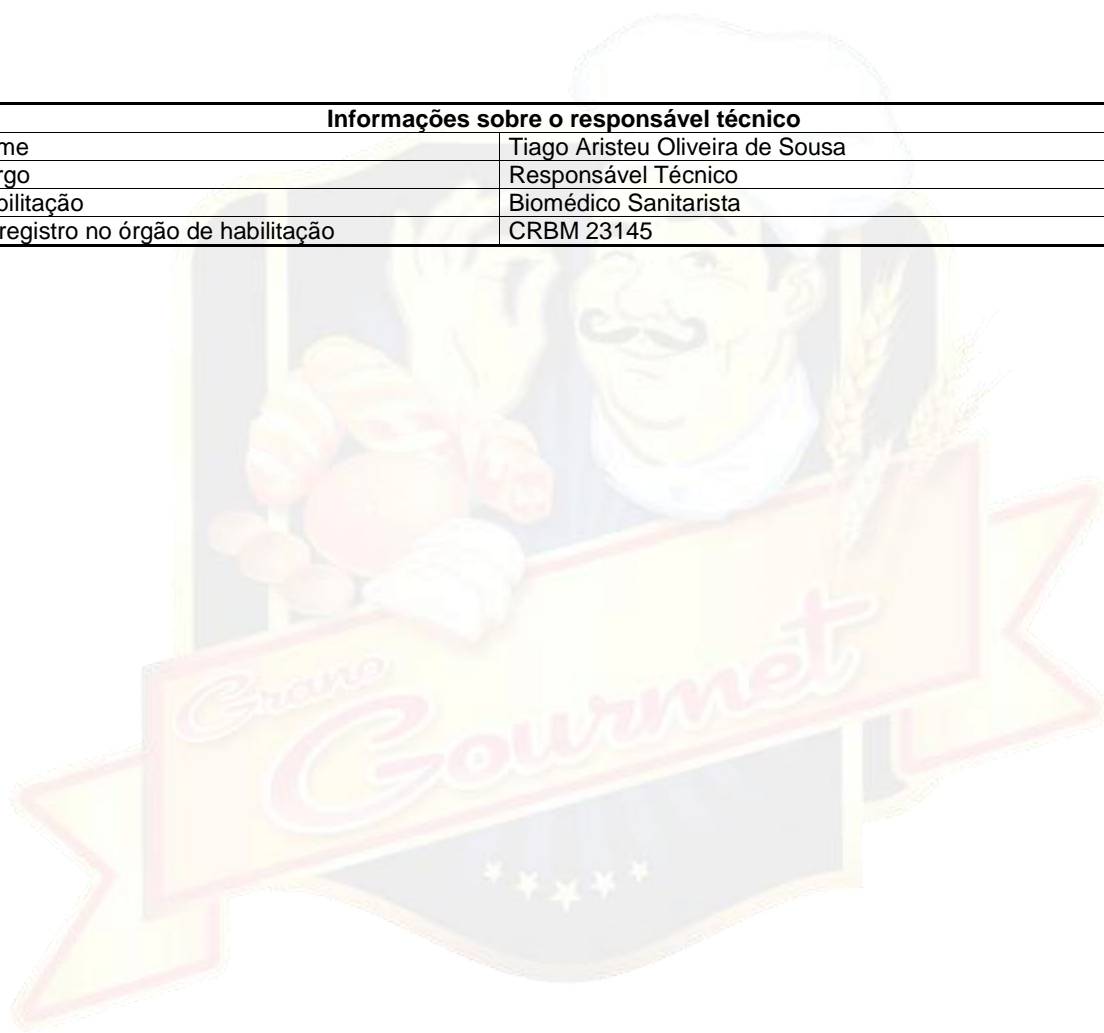 Informações sobre o responsável técnico
me Tiago Aristeu Oliveira de Sousa
rgo Responsável Técnico
bilitação Biomédico Sanitarista
registro no órgão de habilitação CRBM 23145
Grano
Gourmet